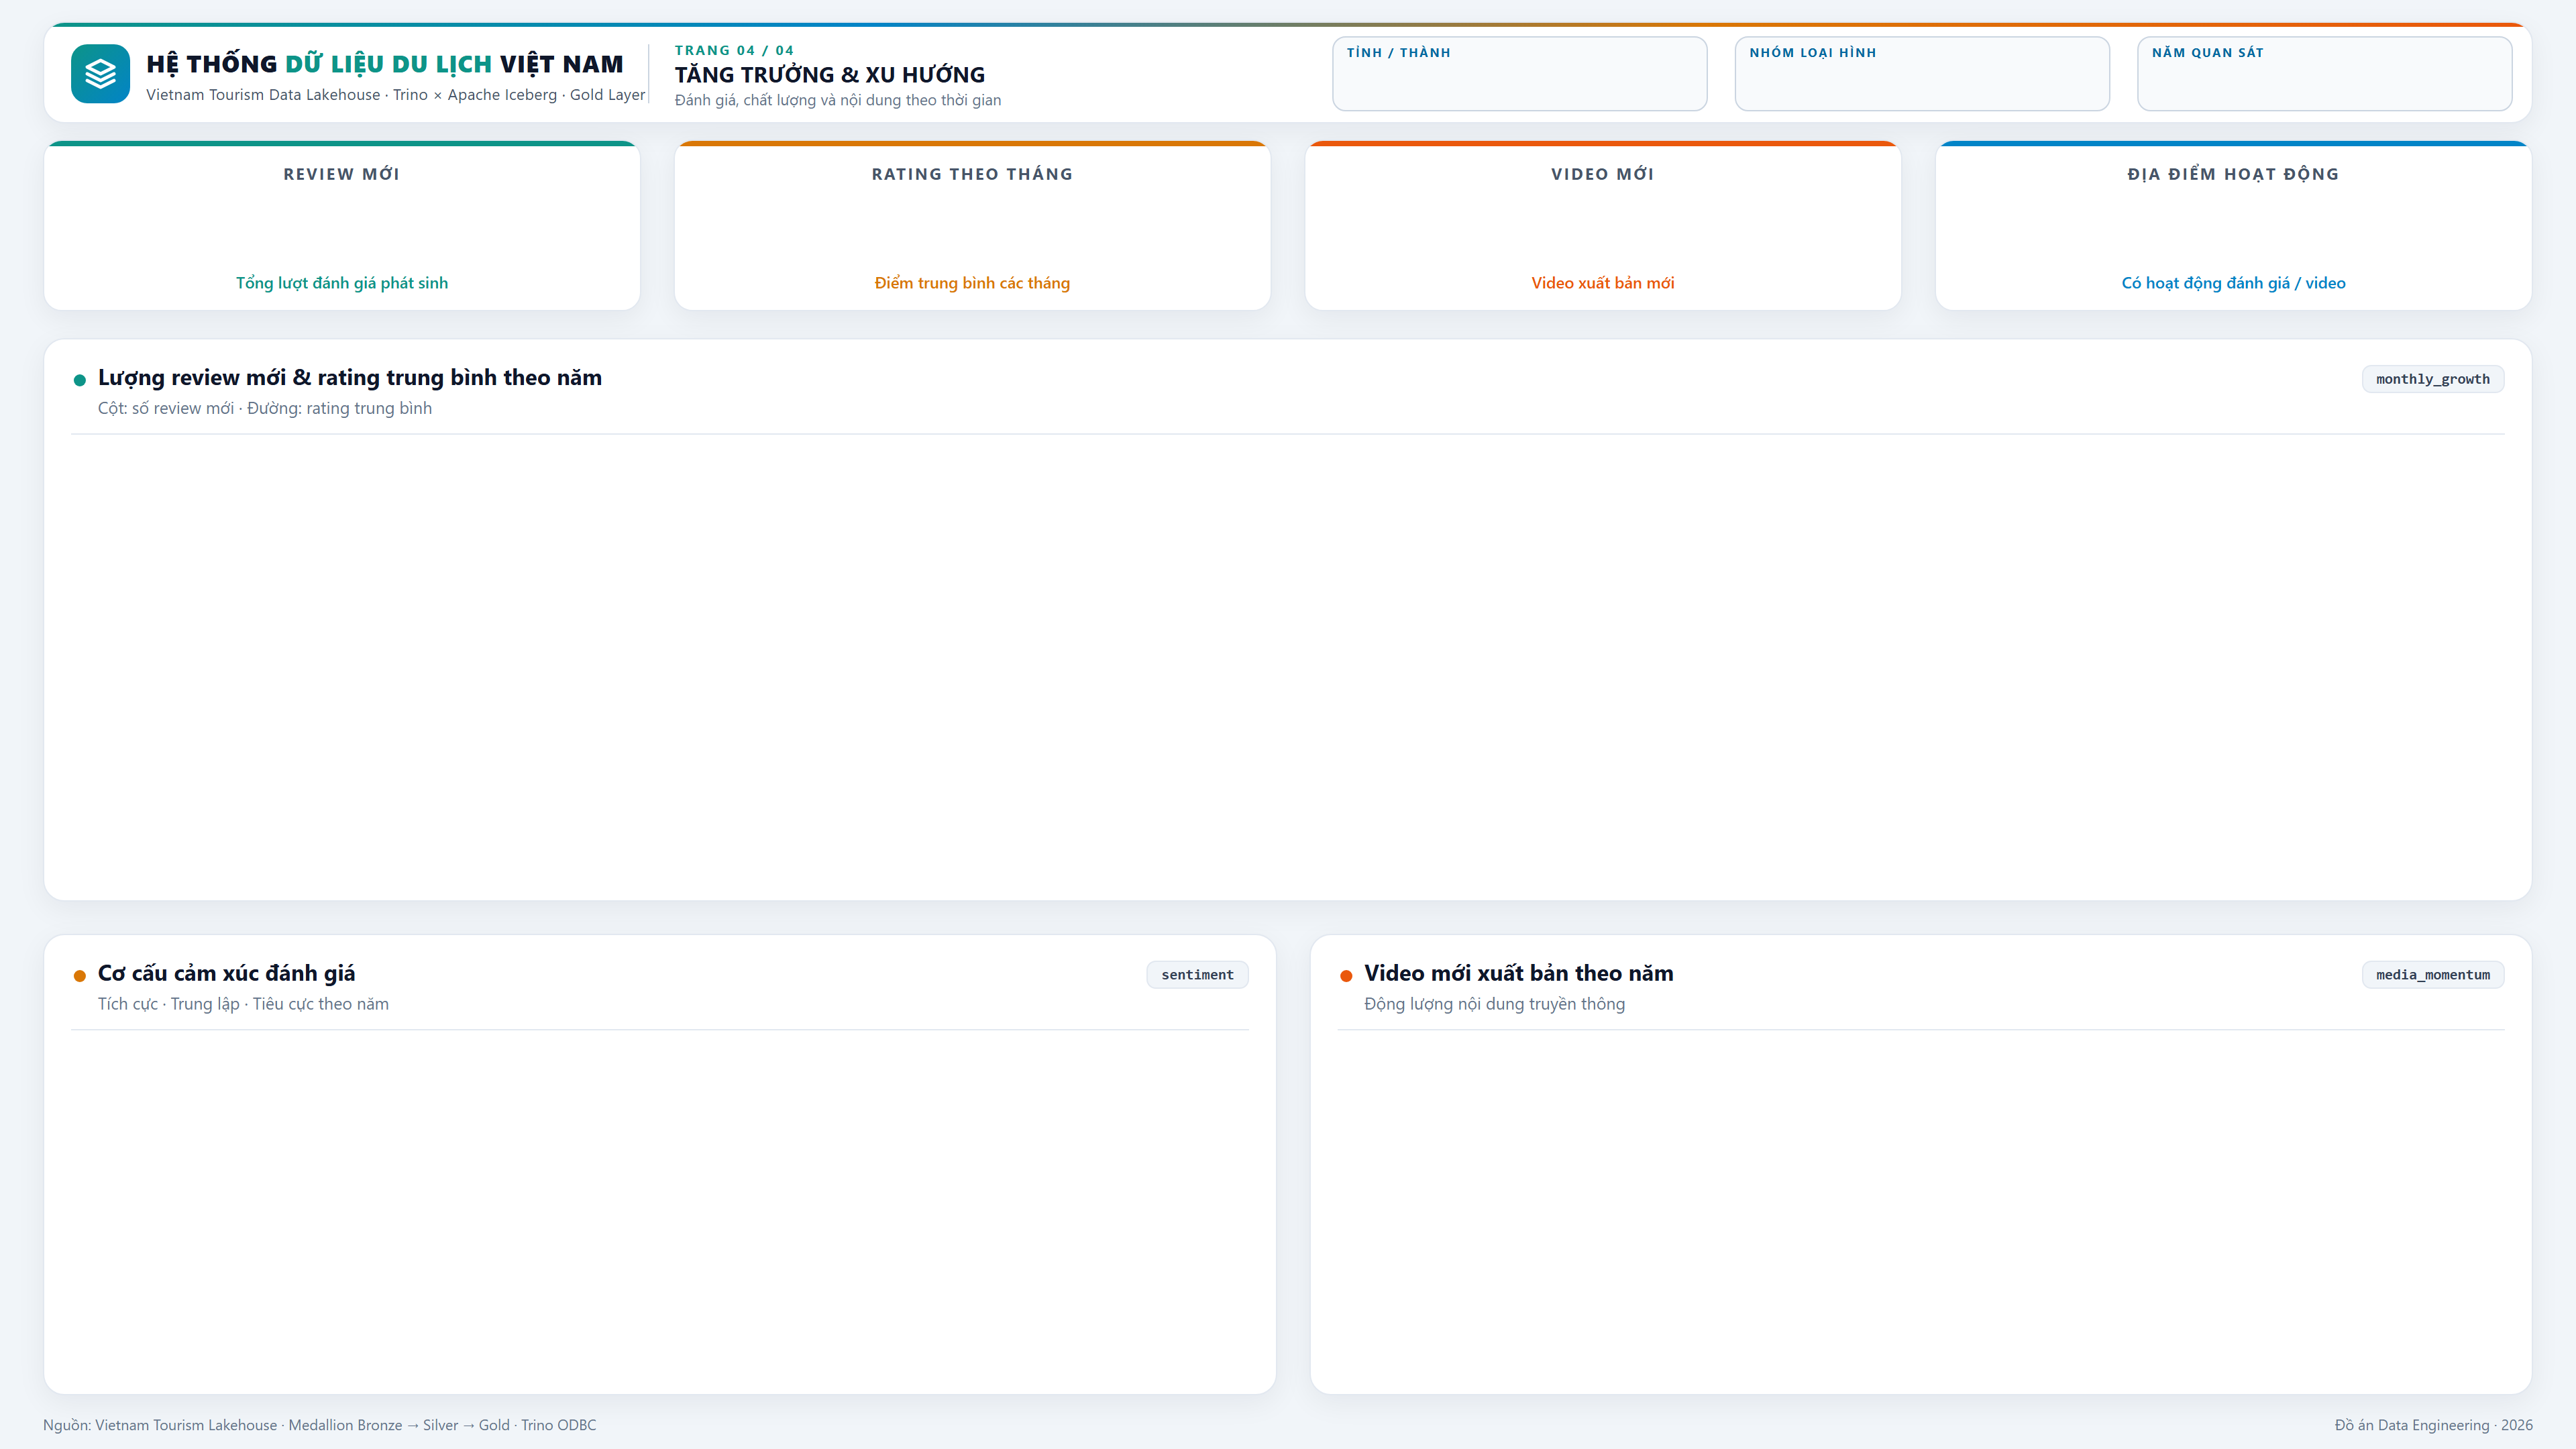 HỆ THỐNG DỮ LIỆU DU LỊCH VIỆT NAM
Vietnam Tourism Data Lakehouse · Trino × Apache Iceberg · Gold Layer
TRANG 04 / 04
TĂNG TRƯỞNG & XU HƯỚNG
Đánh giá, chất lượng và nội dung theo thời gian
TỈNH / THÀNH
NHÓM LOẠI HÌNH
NĂM QUAN SÁT
REVIEW MỚI
Tổng lượt đánh giá phát sinh
RATING THEO THÁNG
Điểm trung bình các tháng
VIDEO MỚI
Video xuất bản mới
ĐỊA ĐIỂM HOẠT ĐỘNG
Có hoạt động đánh giá / video
Lượng review mới & rating trung bình theo năm
Cột: số review mới · Đường: rating trung bình
monthly_growth
Cơ cấu cảm xúc đánh giá
Tích cực · Trung lập · Tiêu cực theo năm
sentiment
Video mới xuất bản theo năm
Động lượng nội dung truyền thông
media_momentum
Nguồn: Vietnam Tourism Lakehouse · Medallion Bronze → Silver → Gold · Trino ODBC
Đồ án Data Engineering · 2026